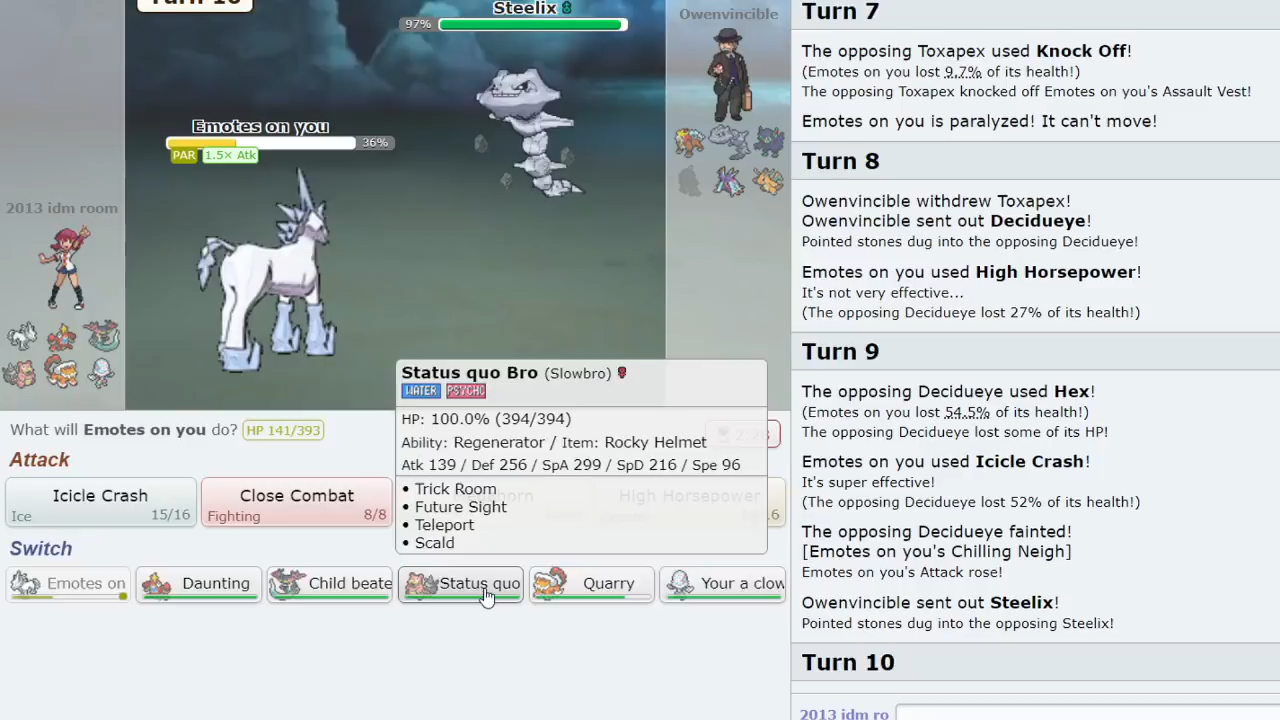 Turn 10
Steelix
97%
Emotes on you
36%
PAR 1.5× Atk
2013 idm room
Owenvincible
Status quo Bro (Slowbro)
WATER PSYCHC
HP: 100.0% (394/394)
Ability: Regenerator / Item: Rocky Helmet
Atk 139 / Def 256 / SpA 299 / SpD 216 / Spe 96
• Trick Room
• Future Sight
• Teleport
• Scald
What will Emotes on you do? HP 141/393
Attack
Icicle Crash
Ice 15/16
Close Combat
Fighting 8/8
High Horsepower
Switch
Emotes on
Daunting
Child beate
Status quo
Quarry
Your a clow
Turn 7
The opposing Toxapex used Knock Off!
(Emotes on you lost 9.7% of its health!)
The opposing Toxapex knocked off Emotes on you's Assault Vest!
Emotes on you is paralyzed! It can't move!
Turn 8
Owenvincible withdrew Toxapex!
Owenvincible sent out Decidueye!
Pointed stones dug into the opposing Decidueye!
Emotes on you used High Horsepower!
It's not very effective...
(The opposing Decidueye lost 27% of its health!)
Turn 9
The opposing Decidueye used Hex!
(Emotes on you lost 54.5% of its health!)
The opposing Decidueye lost some of its HP!
Emotes on you used Icicle Crash!
It's super effective!
(The opposing Decidueye lost 52% of its health!)
The opposing Decidueye fainted!
[Emotes on you's Chilling Neigh]
Emotes on you's Attack rose!
Owenvincible sent out Steelix!
Pointed stones dug into the opposing Steelix!
Turn 10
2013 idm ro